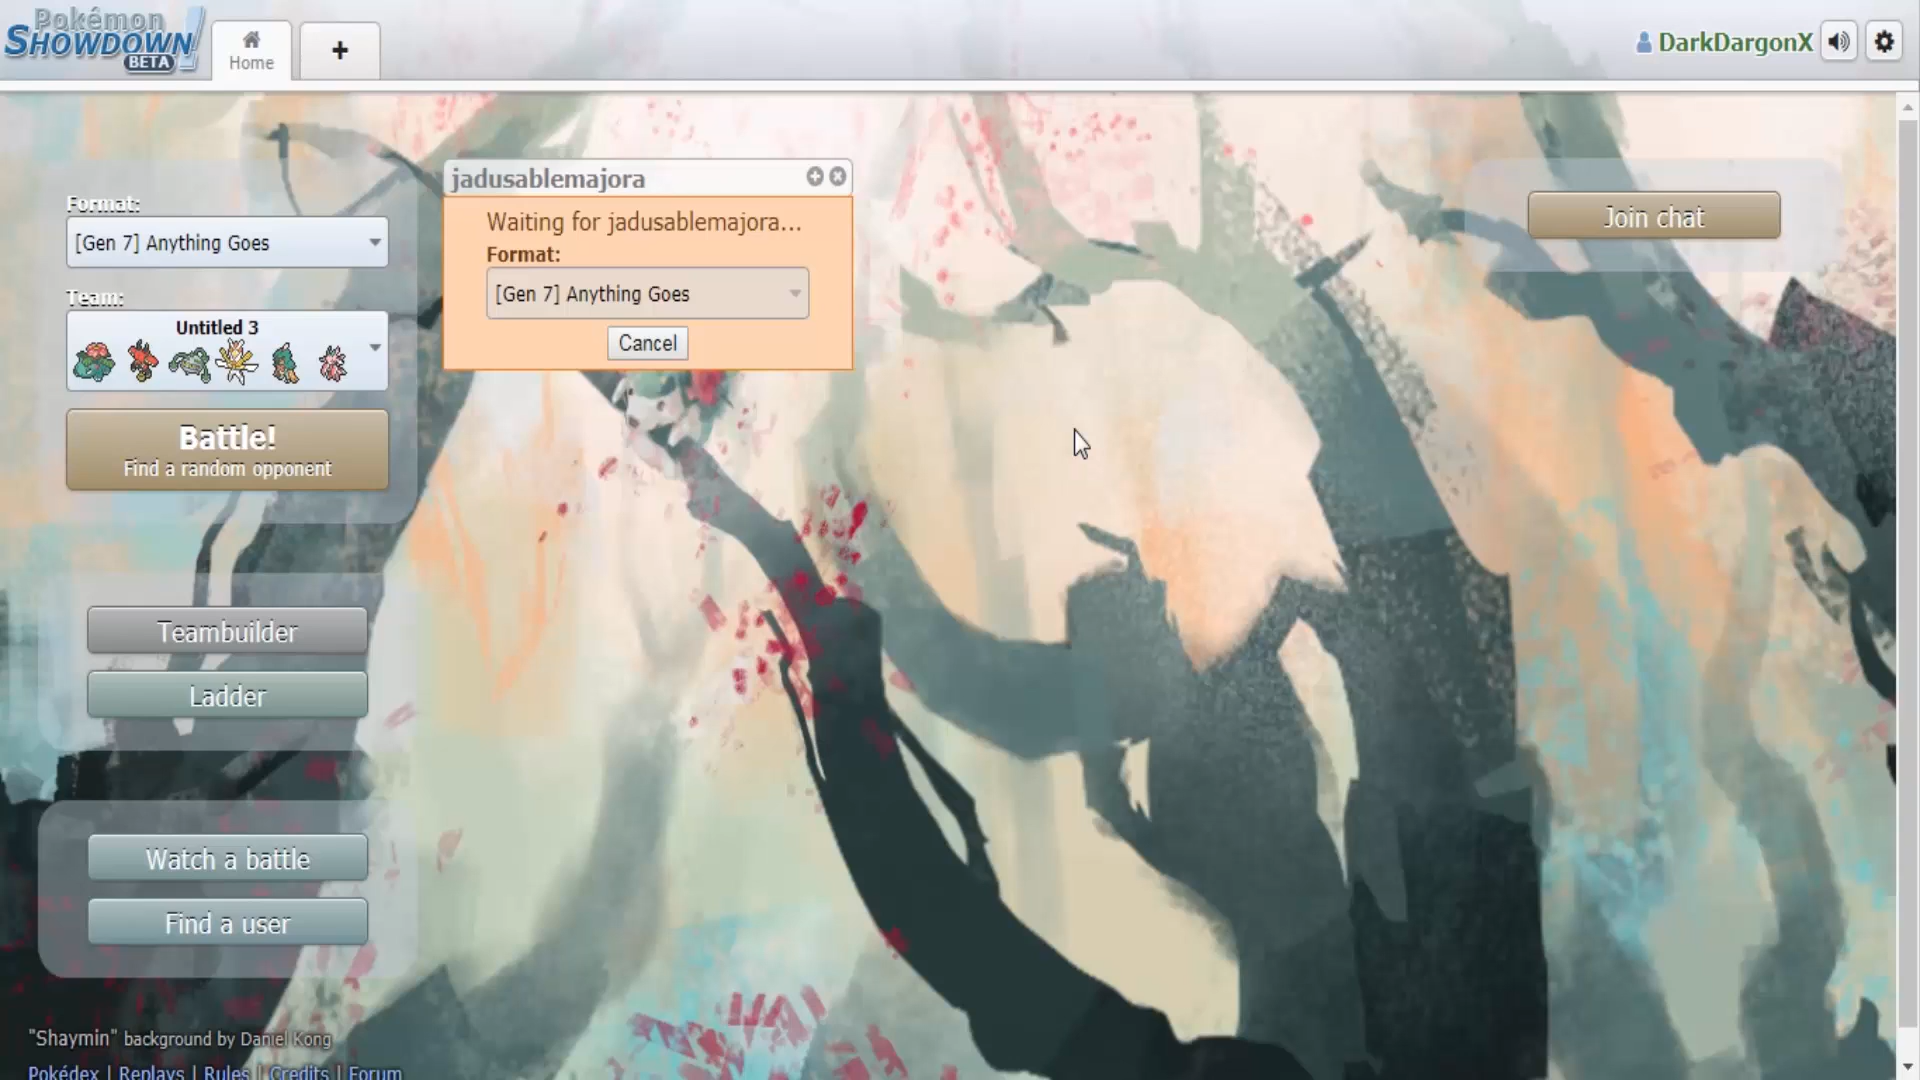 Pokémon
SHOWDOWN!
BETA
Home
+
DarkDargonX
Format:
[Gen 7] Anything Goes
Team:
Untitled 3
Battle!
Find a random opponent
Teambuilder
Ladder
Watch a battle
Find a user
jadusablemajora
Waiting for jadusablemajora...
Format:
[Gen 7] Anything Goes
Cancel
Join chat
"Shaymin" background by Daniel Kong
Pokédex | Replays | Rules | Credits | Forum